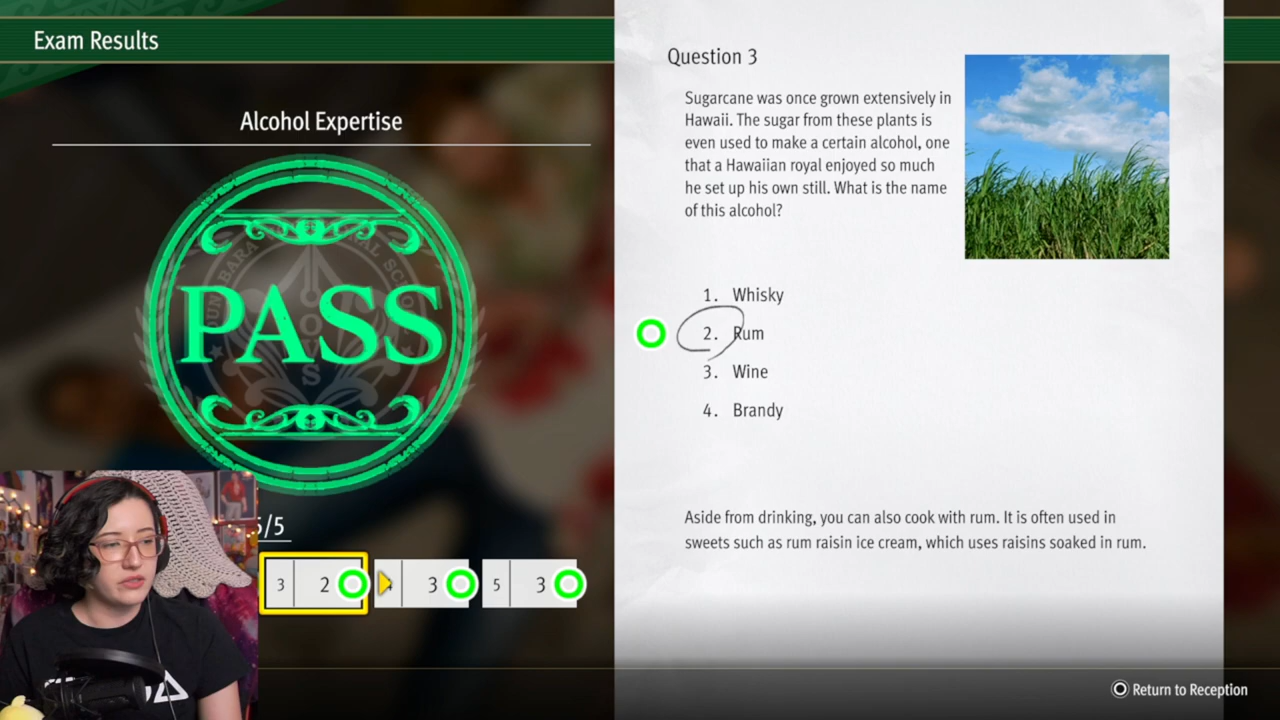 Exam Results
Alcohol Expertise
PASS
5/5
3 2
3
5 3
Question 3
Sugarcane was once grown extensively in
Hawaii. The sugar from these plants is
even used to make a certain alcohol, one
that a Hawaiian royal enjoyed so much
he set up his own still. What is the name
of this alcohol?
1. Whisky
2. Rum
3. Wine
4. Brandy
Aside from drinking, you can also cook with rum. It is often used in
sweets such as rum raisin ice cream, which uses raisins soaked in rum.
Return to Reception